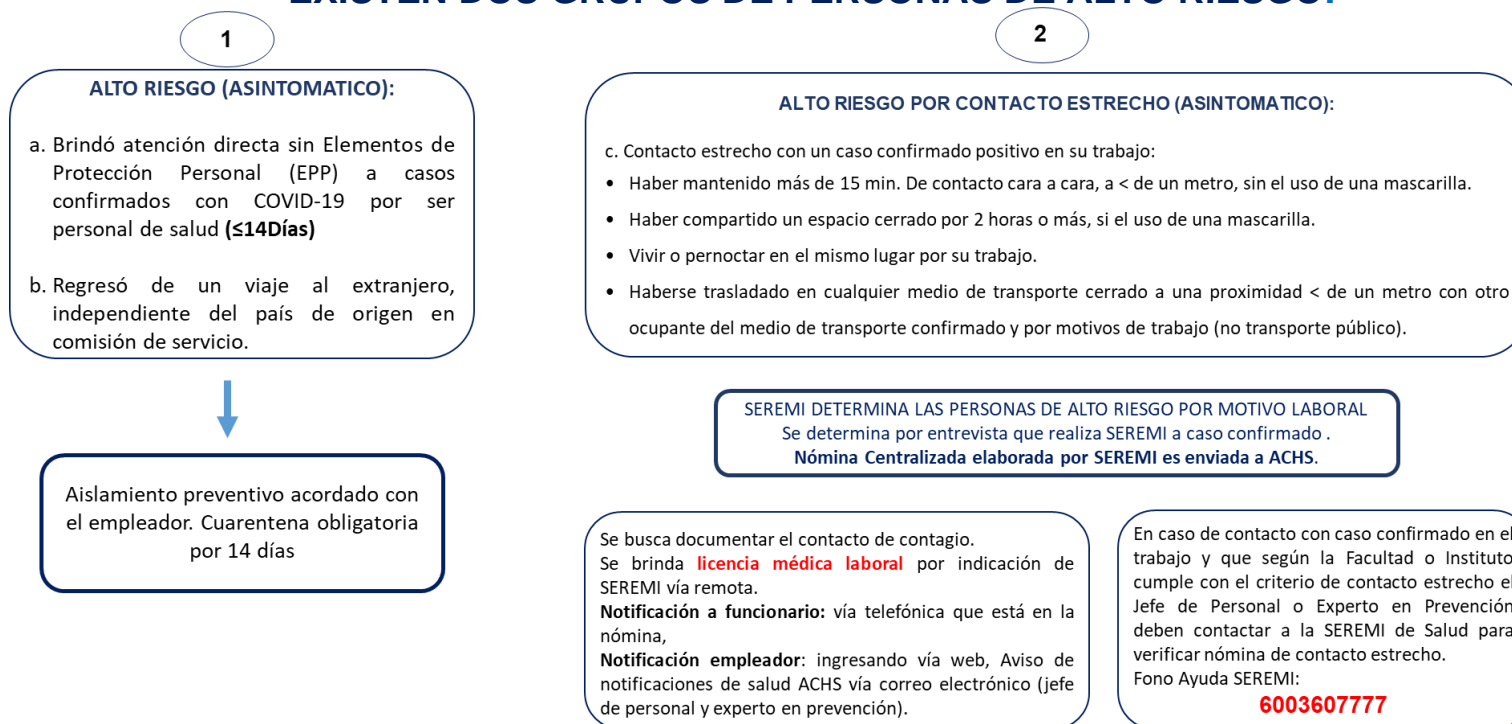 EXISTEN DOS GRUPOS DE PERSONAS DE ALTO RIESGO:
1
ALTO RIESGO (ASINTOMATICO):
a. Brindó atención directa sin Elementos de
Protección Personal (EPP) a casos
confirmados con COVID-19 por ser
personal de salud (≤14Días)
b. Regresó de un viaje al extranjero,
independiente del país de origen en
comisión de servicio.
Aislamiento preventivo acordado con
el empleador. Cuarentena obligatoria
por 14 días
2
ALTO RIESGO POR CONTACTO ESTRECHO (ASINTOMATICO):
c. Contacto estrecho con un caso confirmado positivo en su trabajo:
• Haber mantenido más de 15 min. De contacto cara a cara, a < de un metro, sin el uso de una mascarilla.
• Haber compartido un espacio cerrado por 2 horas o más, si el uso de una mascarilla.
• Vivir o pernoctar en el mismo lugar por su trabajo.
• Haberse trasladado en cualquier medio de transporte cerrado a una proximidad < de un metro con otro
ocupante del medio de transporte confirmado y por motivos de trabajo (no transporte público).
SEREMI DETERMINA LAS PERSONAS DE ALTO RIESGO POR MOTIVO LABORAL
Se determina por entrevista que realiza SEREMI a caso confirmado .
Nómina Centralizada elaborada por SEREMI es enviada a ACHS.
Se busca documentar el contacto de contagio.
Se brinda licencia médica laboral por indicación de
SEREMI vía remota.
Notificación a funcionario: vía telefónica que está en la
nómina,
Notificación empleador: ingresando vía web, Aviso de
notificaciones de salud ACHS vía correo electrónico (jefe
de personal y experto en prevención).
En caso de contacto con caso confirmado en el
trabajo y que según la Facultad o Instituto
cumple con el criterio de contacto estrecho el
Jefe de Personal o Experto en Prevención
deben contactar a la SEREMI de Salud para
verificar nómina de contacto estrecho.
Fono Ayuda SEREMI:
6003607777